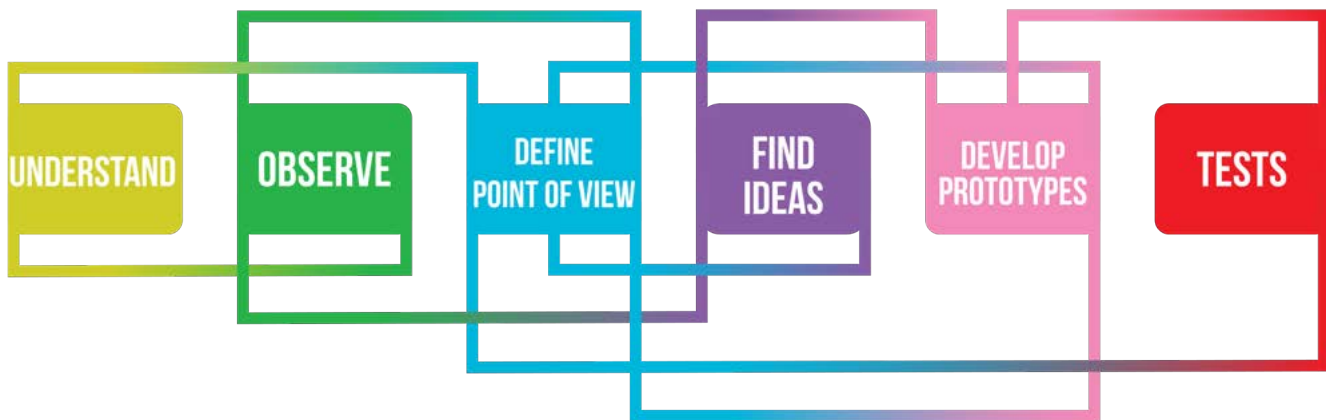 UNDERSTAND
OBSERVE
DEFINE
POINT OF VIEW
FIND
IDEAS
DEVELOP
PROTOTYPES
TESTS